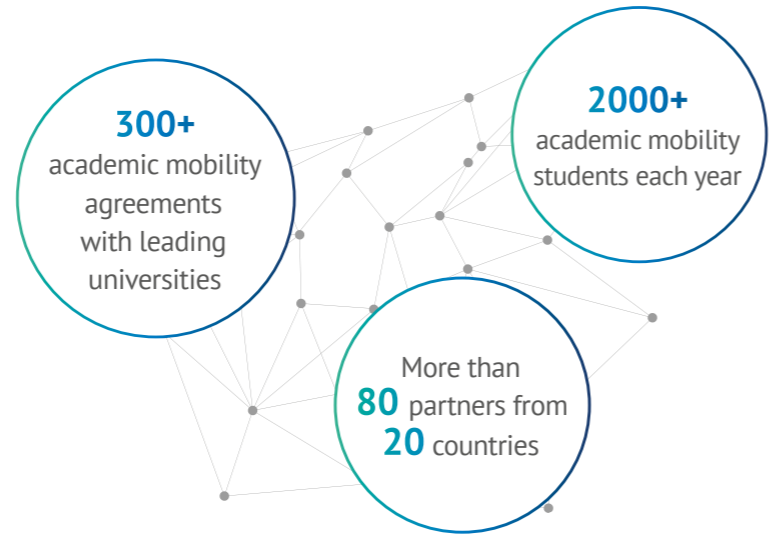 300+
academic mobility
agreements
with leading
universities
2000+
academic mobility
students each year
More than
80 partners from
20 countries